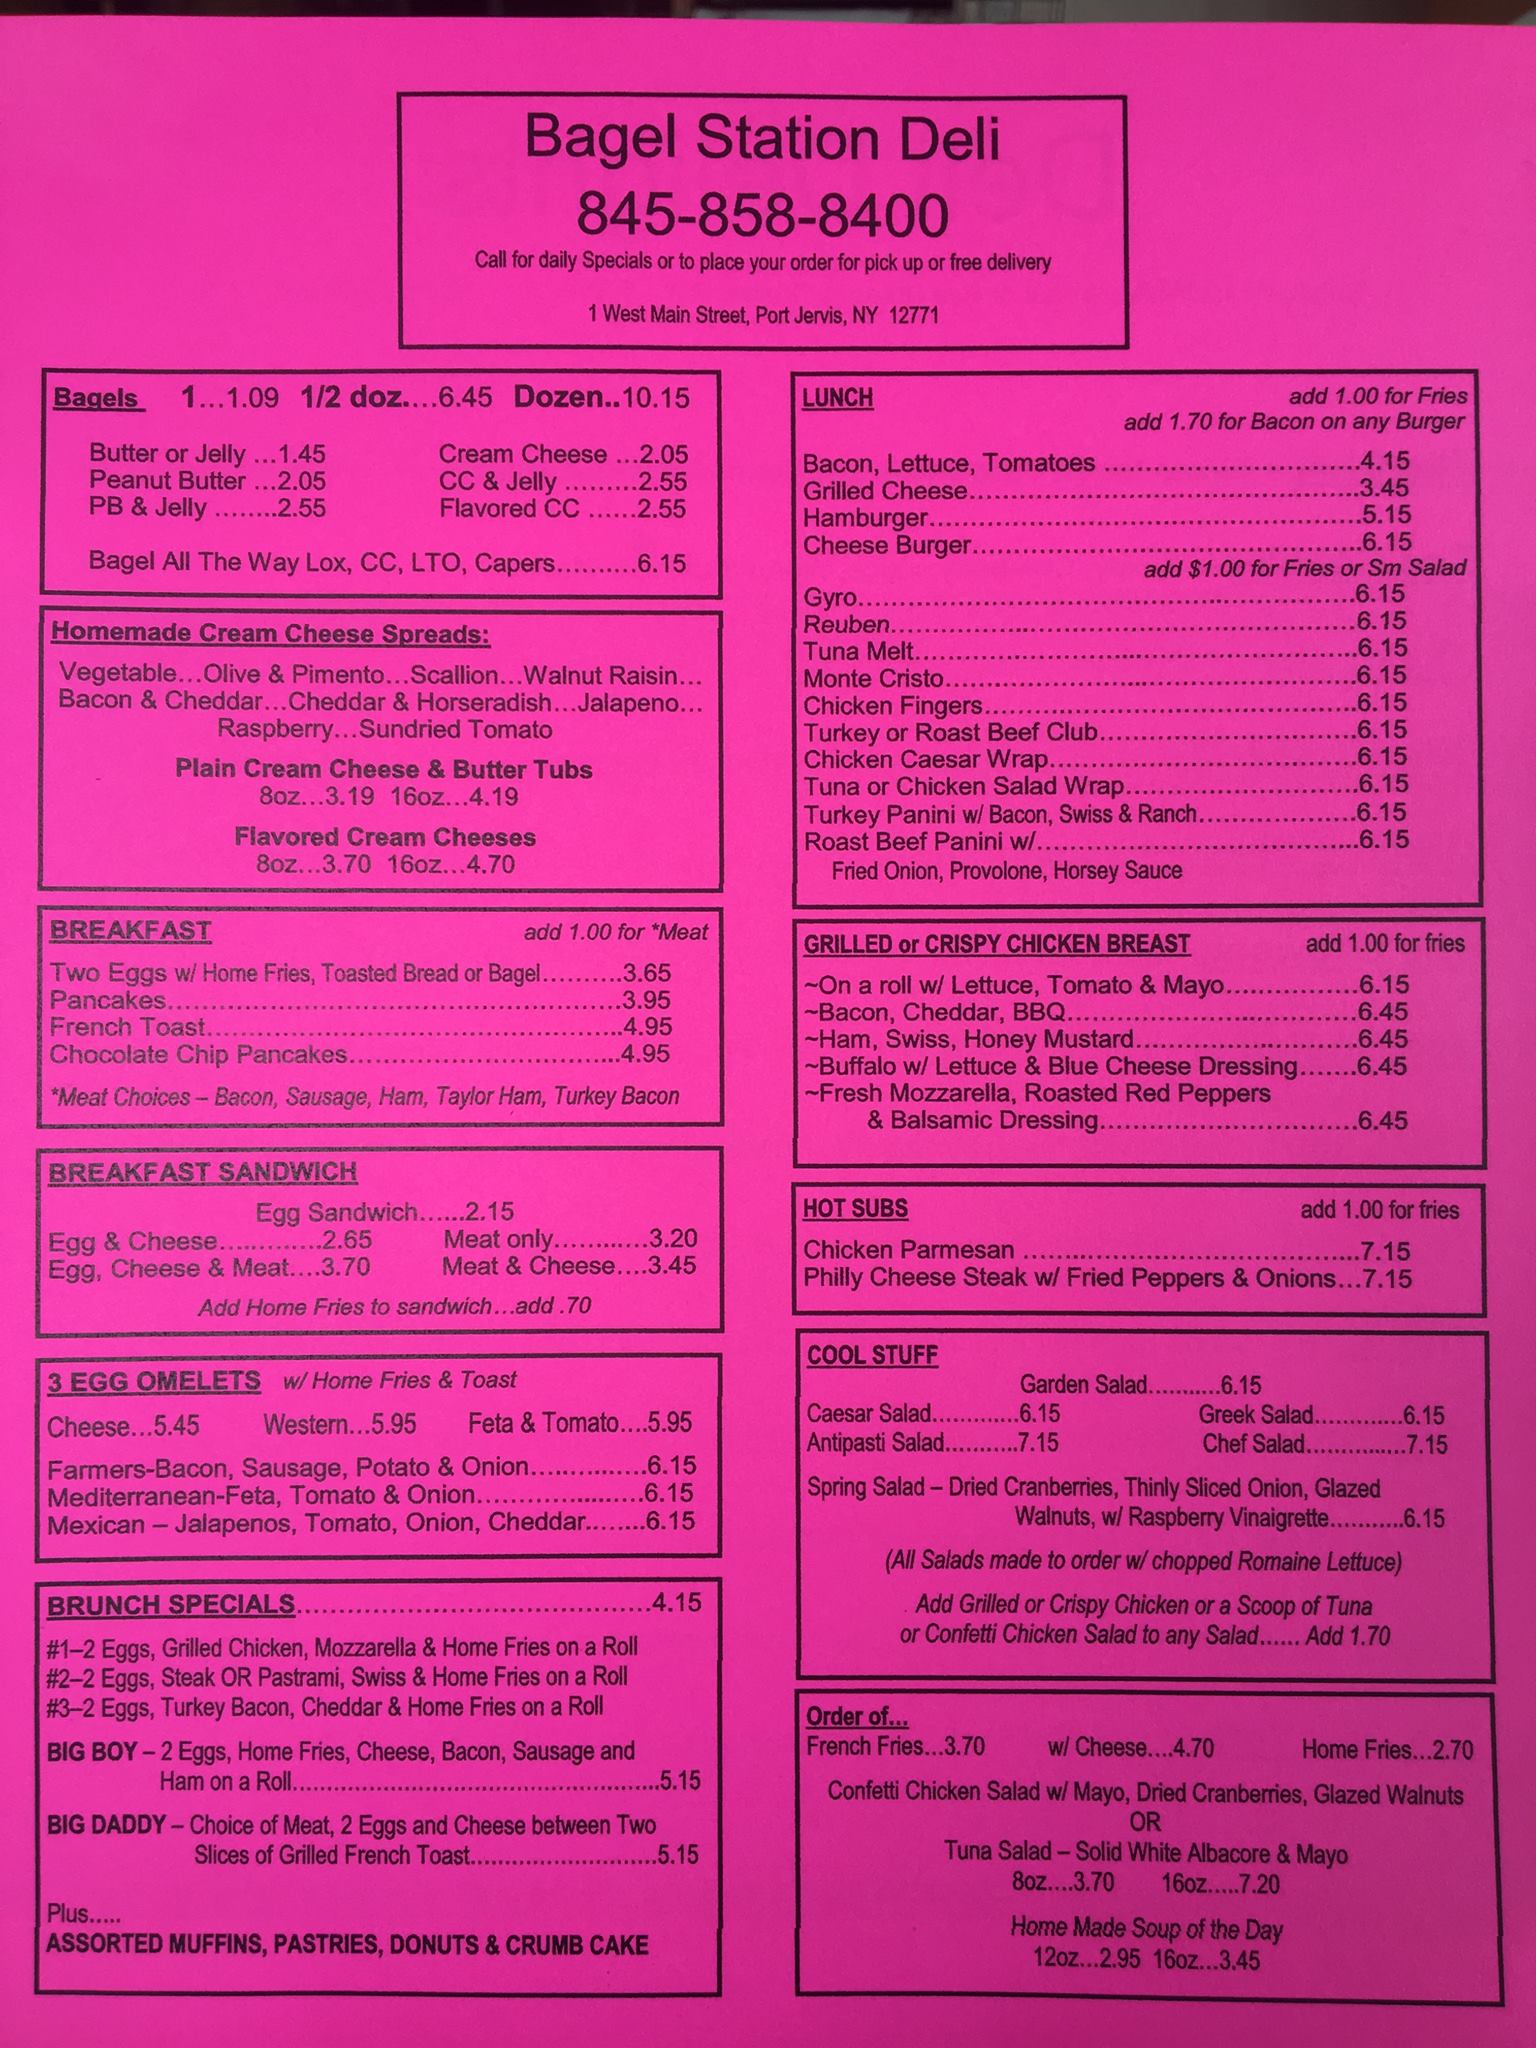 Bagel Station Deli
845-858-8400
Call for daily Specials or to place your order for pick up or free delivery
1 West Main Street, Port Jervis, NY 12771
Bagels 1...1.09 1/2 doz....6.45 Dozen..10.15
Butter or Jelly ...1.45 Cream Cheese ...2.05
Peanut Butter ...2.05 CC & Jelly .........2.55
PB & Jelly ........2.55 Flavored CC ......2.55
Bagel All The Way Lox, CC, LTO, Capers..........6.15
Homemade Cream Cheese Spreads:
Vegetable...Olive & Pimento...Scallion...Walnut Raisin...
Bacon & Cheddar...Cheddar & Horseradish...Jalapeno...
Raspberry...Sundried Tomato
Plain Cream Cheese & Butter Tubs
8oz...3.19 16oz...4.19
Flavored Cream Cheeses
8oz...3.70 16oz...4.70
BREAKFAST add 1.00 for *Meat
Two Eggs w/ Home Fries, Toasted Bread or Bagel..........3.65
Pancakes..........3.95
French Toast..........4.95
Chocolate Chip Pancakes..........4.95
*Meat Choices – Bacon, Sausage, Ham, Taylor Ham, Turkey Bacon
BREAKFAST SANDWICH
Egg Sandwich......2.15
Egg & Cheese.............2.65 Meat only............3.20
Egg, Cheese & Meat....3.70 Meat & Cheese....3.45
Add Home Fries to sandwich...add .70
3 EGG OMELETS w/ Home Fries & Toast
Cheese...5.45 Western...5.95 Feta & Tomato....5.95
Farmers-Bacon, Sausage, Potato & Onion..............6.15
Mediterranean-Feta, Tomato & Onion....................6.15
Mexican – Jalapenos, Tomato, Onion, Cheddar........6.15
BRUNCH SPECIALS..........4.15
#1–2 Eggs, Grilled Chicken, Mozzarella & Home Fries on a Roll
#2–2 Eggs, Steak OR Pastrami, Swiss & Home Fries on a Roll
#3–2 Eggs, Turkey Bacon, Cheddar & Home Fries on a Roll
BIG BOY – 2 Eggs, Home Fries, Cheese, Bacon, Sausage and
Ham on a Roll..........5.15
BIG DADDY – Choice of Meat, 2 Eggs and Cheese between Two
Slices of Grilled French Toast..........5.15
Plus.....
ASSORTED MUFFINS, PASTRIES, DONUTS & CRUMB CAKE
LUNCH add 1.00 for Fries
add 1.70 for Bacon on any Burger
Bacon, Lettuce, Tomatoes ..........4.15
Grilled Cheese..........3.45
Hamburger..........5.15
Cheese Burger..........6.15
add $1.00 for Fries or Sm Salad
Gyro..........6.15
Reuben..........6.15
Tuna Melt..........6.15
Monte Cristo..........6.15
Chicken Fingers..........6.15
Turkey or Roast Beef Club..........6.15
Chicken Caesar Wrap..........6.15
Tuna or Chicken Salad Wrap..........6.15
Turkey Panini w/ Bacon, Swiss & Ranch..........6.15
Roast Beef Panini w/..........6.15
Fried Onion, Provolone, Horsey Sauce
GRILLED or CRISPY CHICKEN BREAST add 1.00 for fries
~On a roll w/ Lettuce, Tomato & Mayo..........6.15
~Bacon, Cheddar, BBQ..........6.45
~Ham, Swiss, Honey Mustard..........6.45
~Buffalo w/ Lettuce & Blue Cheese Dressing.......6.45
~Fresh Mozzarella, Roasted Red Peppers
& Balsamic Dressing..........6.45
HOT SUBS add 1.00 for fries
Chicken Parmesan ..........7.15
Philly Cheese Steak w/ Fried Peppers & Onions...7.15
COOL STUFF
Garden Salad...........6.15
Caesar Salad.............6.15 Greek Salad.............6.15
Antipasti Salad...........7.15 Chef Salad...............7.15
Spring Salad – Dried Cranberries, Thinly Sliced Onion, Glazed
Walnuts, w/ Raspberry Vinaigrette...........6.15
(All Salads made to order w/ chopped Romaine Lettuce)
Add Grilled or Crispy Chicken or a Scoop of Tuna
or Confetti Chicken Salad to any Salad...... Add 1.70
Order of...
French Fries...3.70 w/ Cheese....4.70 Home Fries...2.70
Confetti Chicken Salad w/ Mayo, Dried Cranberries, Glazed Walnuts
OR
Tuna Salad – Solid White Albacore & Mayo
8oz....3.70 16oz.....7.20
Home Made Soup of the Day
12oz...2.95 16oz...3.45